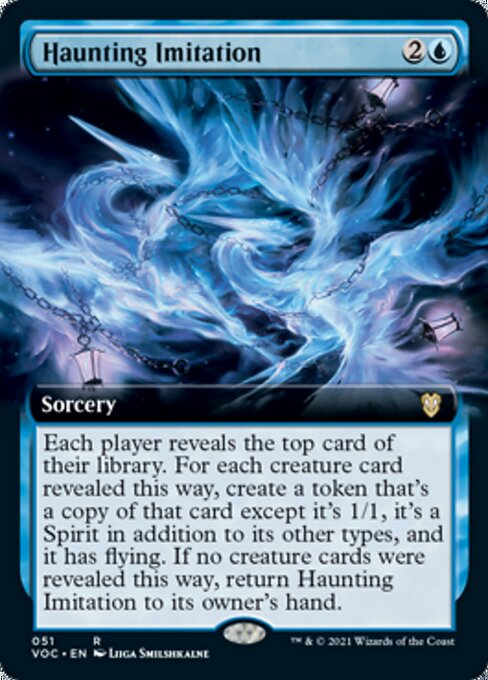 Haunting Imitation 2
Sorcery
Each player reveals the top card of
their library. For each creature card
revealed this way, create a token that's
a copy of that card except it's 1/1, it's a
Spirit in addition to its other types, and
it has flying. If no creature cards were
revealed this way, return Haunting
Imitation to its owner's hand.
051 R
VOC • EN LIIGA SMILSHKALNE
™ & © 2021 Wizards of the Coast